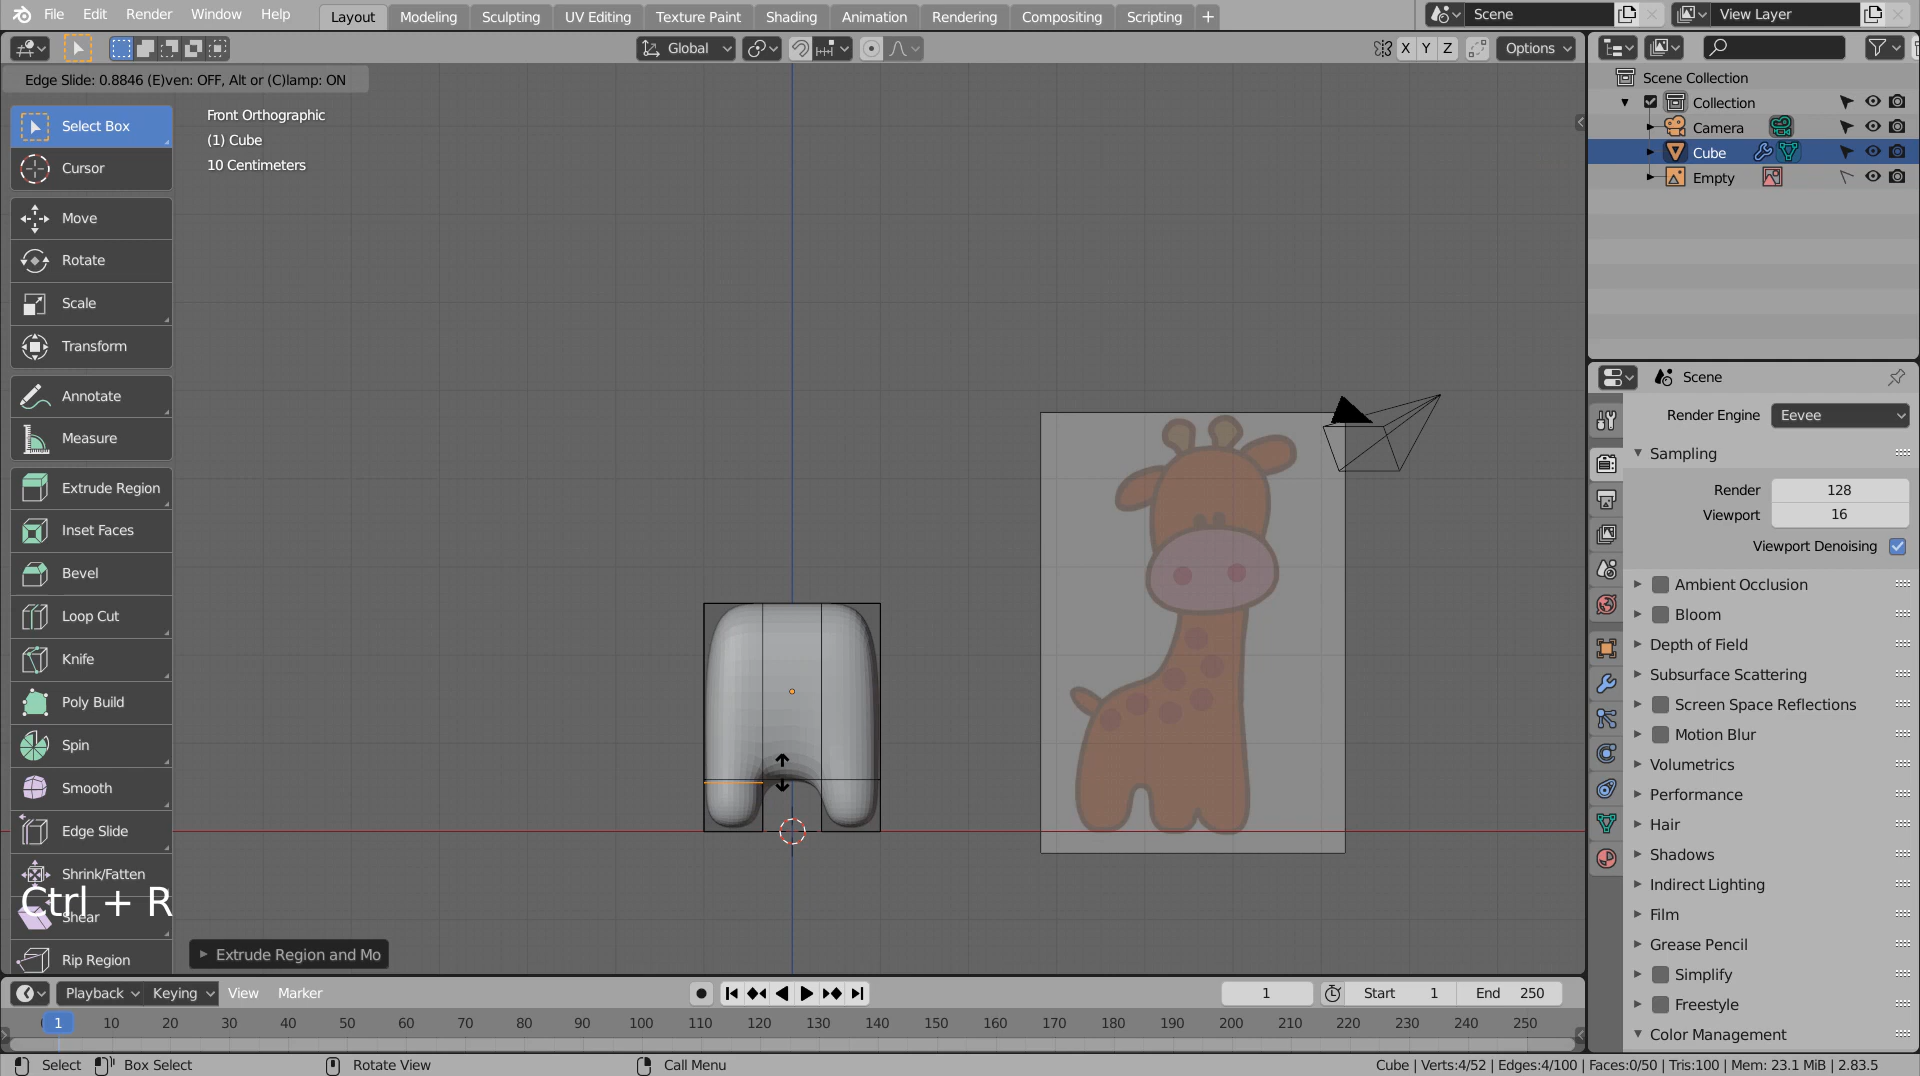 File Edit Render Window Help Layout Modeling Sculpting UV Editing Texture Paint Shading Animation Rendering Compositing Scripting + Scene View Layer
Global X Y Z Options
Edge Slide: 0.8846 (E)ven: OFF, Alt or (C)lamp: ON
Front Orthographic
(1) Cube
10 Centimeters
Select Box
Cursor
Move
Rotate
Scale
Transform
Annotate
Measure
Extrude Region
Inset Faces
Bevel
Loop Cut
Knife
Poly Build
Spin
Smooth
Edge Slide
Shrink/Fatten
Shear
Rip Region
Ctrl + R
Extrude Region and Mo
Scene Collection
Collection
Camera
Cube
Empty
Scene
Render Engine Eevee
Sampling
Render 128
Viewport 16
Viewport Denoising
Ambient Occlusion
Bloom
Depth of Field
Subsurface Scattering
Screen Space Reflections
Motion Blur
Volumetrics
Performance
Hair
Shadows
Indirect Lighting
Film
Grease Pencil
Simplify
Freestyle
Color Management
Playback Keying View Marker 1 Start 1 End 250
1 10 20 30 40 50 60 70 80 90 100 110 120 130 140 150 160 170 180 190 200 210 220 230 240 250
Select Box Select Rotate View Call Menu Cube | Verts:4/52 | Edges:4/100 | Faces:0/50 | Tris:100 | Mem: 23.1 MiB | 2.83.5